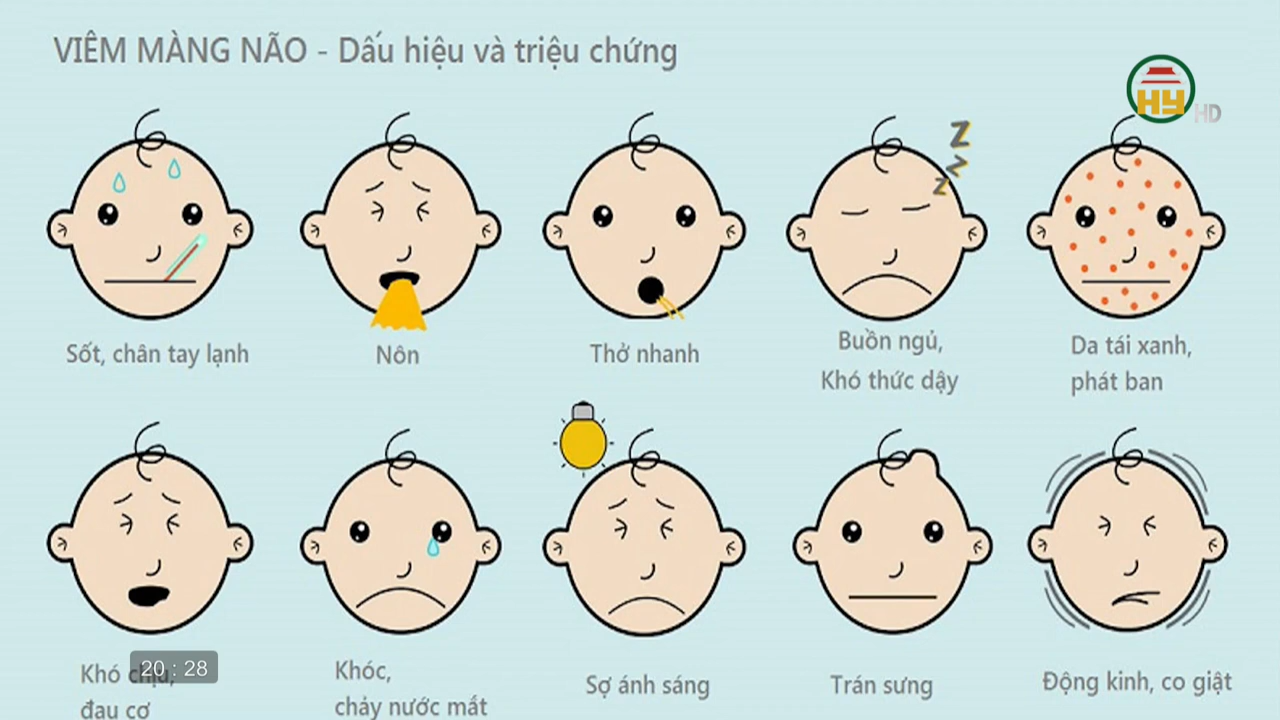 VIÊM MÀNG NÃO - Dấu hiệu và triệu chứng
HY HD
Z
Z
Z
Sốt, chân tay lạnh
Nôn
Thở nhanh
Buồn ngủ,
Khó thức dậy
Da tái xanh,
phát ban
Khó chịu,
đau cơ
20 : 28
Khóc,
chảy nước mắt
Sợ ánh sáng
Trán sưng
Động kinh, co giật